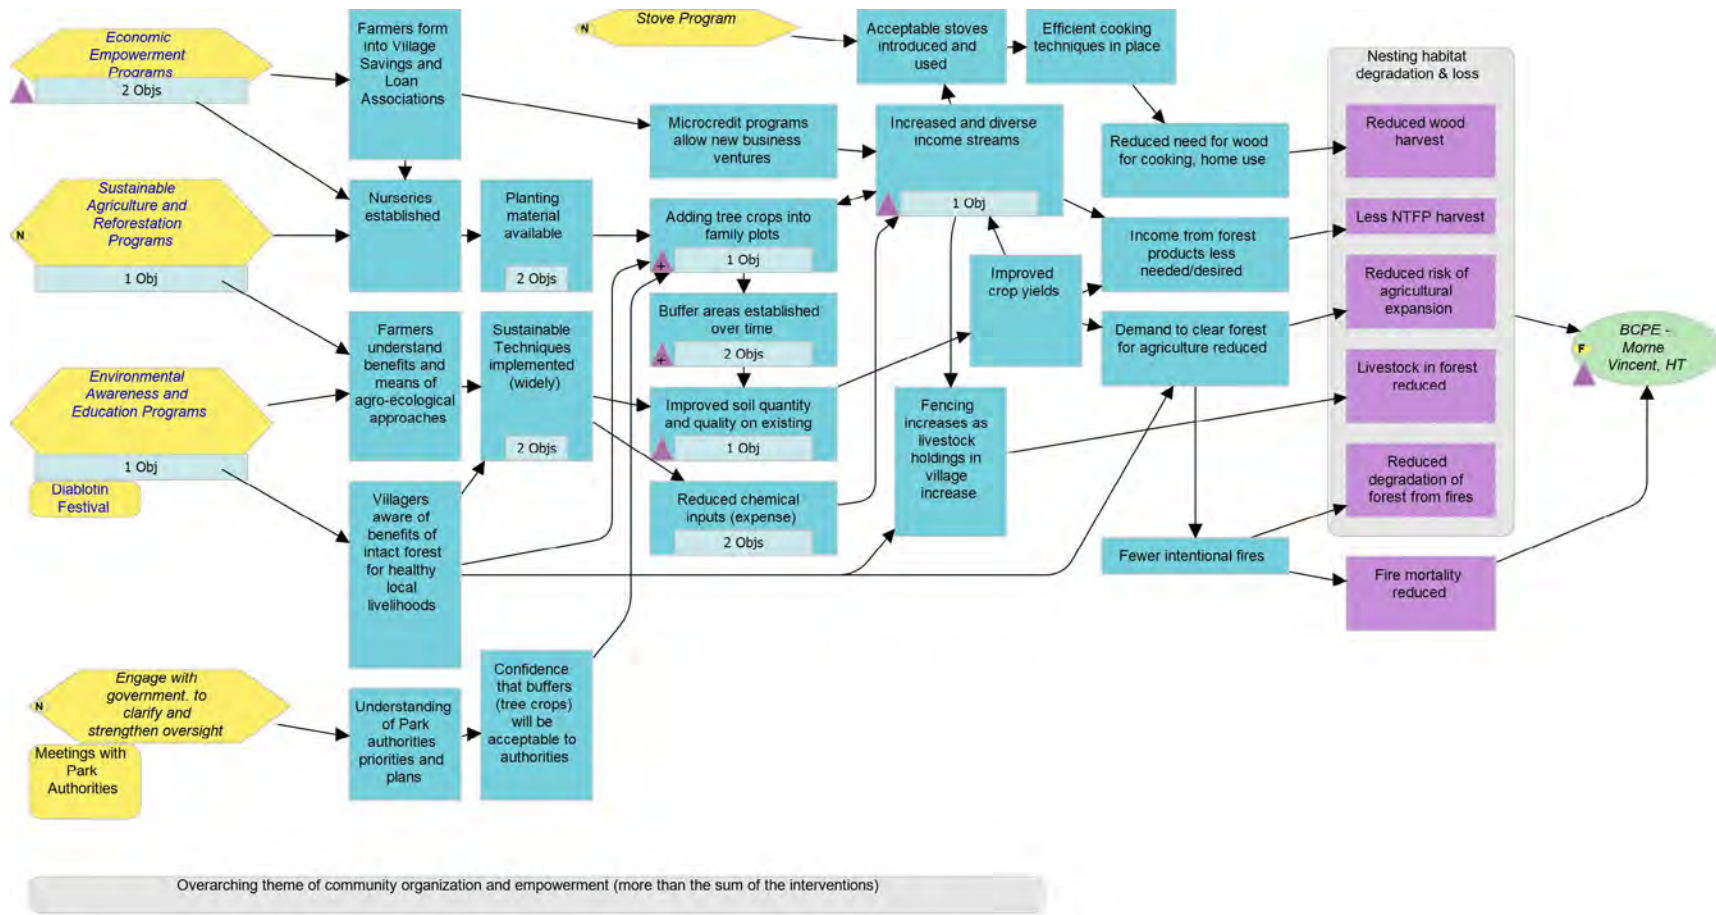 Economic
Empowerment
Programs
2 Objs
Sustainable
Agriculture and
Reforestation
Programs
N
1 Obj
Environmental
Awareness and
Education Programs
1 Obj
Diablotin
Festival
Engage with
government. to
clarify and
strengthen oversight
N
Meetings with
Park
Authorities
Farmers form
into Village
Savings and
Loan
Associations
Nurseries
established
Farmers
understand
benefits and
means of
agro-ecological
approaches
Villagers
aware of
benefits of
intact forest
for healthy
local
livelihoods
Understanding
of Park
authorities
priorities and
plans
Planting
material
available
2 Objs
Sustainable
Techniques
implemented
(widely)
2 Objs
Confidence
that buffers
(tree crops)
will be
acceptable to
authorities
N
Stove Program
Microcredit programs
allow new business
ventures
Adding tree crops into
family plots
+
1 Obj
Buffer areas established
over time
+
2 Objs
Improved soil quantity
and quality on existing
1 Obj
Reduced chemical
inputs (expense)
2 Objs
Acceptable stoves
introduced and
used
Increased and diverse
income streams
1 Obj
Improved
crop yields
Fencing
increases as
livestock
holdings in
village
increase
Efficient cooking
techniques in place
Reduced need for wood
for cooking, home use
Income from forest
products less
needed/desired
Demand to clear forest
for agriculture reduced
Fewer intentional fires
Nesting habitat
degradation & loss
Reduced wood
harvest
Less NTFP harvest
Reduced risk of
agricultural
expansion
Livestock in forest
reduced
Reduced
degradation of
forest from fires
Fire mortality
reduced
BCPE -
Morne
Vincent, HT
F
Overarching theme of community organization and empowerment (more than the sum of the interventions)